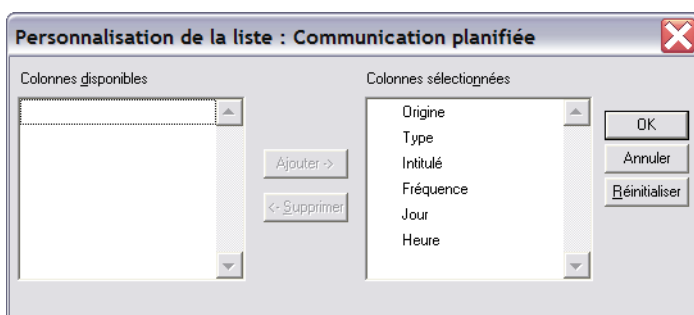 Personnalisation de la liste : Communication planifiée
Colonnes disponibles
Colonnes sélectionnées
Origine
Type
Intitulé
Fréquence
Jour
Heure
Ajouter ->
<- Supprimer
OK
Annuler
Réinitialiser